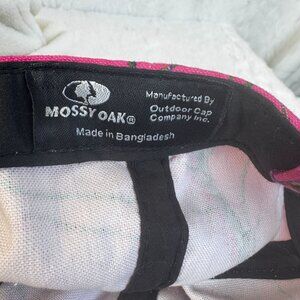 MOSSY OAK®
Manufactured By
Outdoor Cap
Company Inc.
Made in Bangladesh